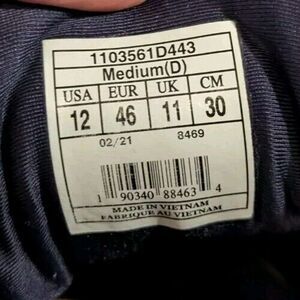 1103561D443
Medium(D)
USA EUR UK CM
12 46 11 30
02/21 8469
1 90340 88463 4
MADE IN VIETNAM
FABRIQUE AU VIETNAM